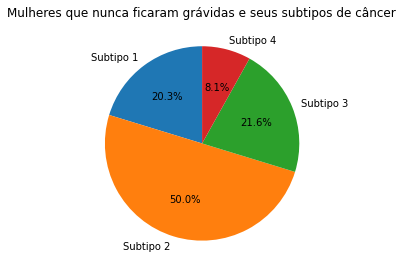 Mulheres que nunca ficaram grávidas e seus subtipos de câncer
Subtipo 4
Subtipo 1
8.1%
20.3%
Subtipo 3
21.6%
50.0%
Subtipo 2